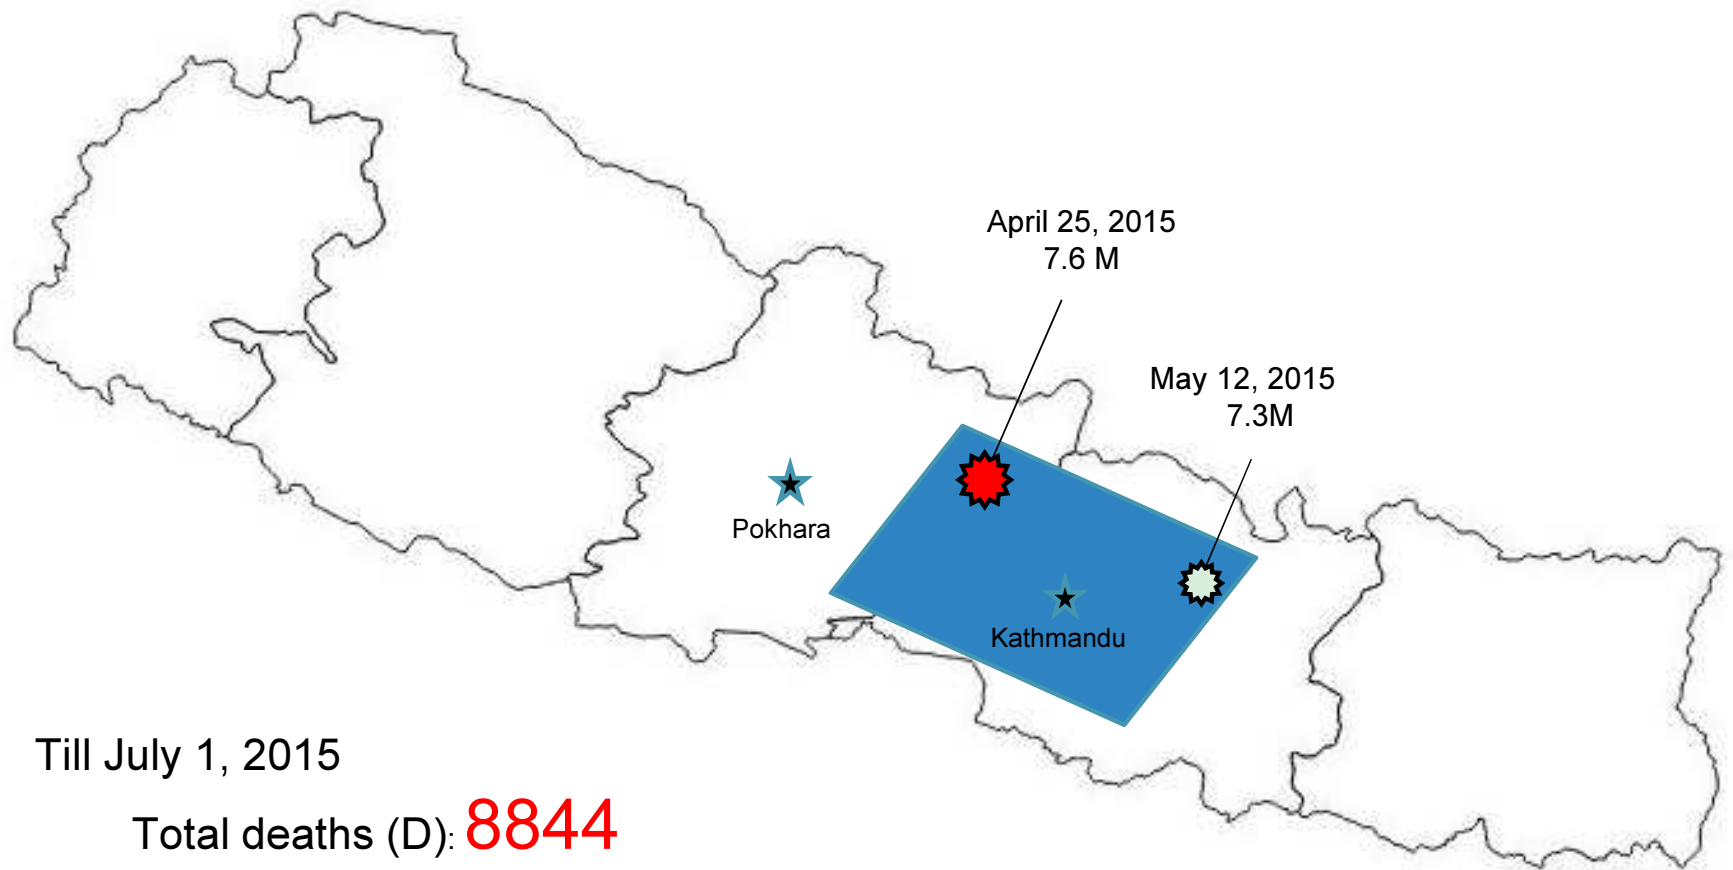 April 25, 2015
7.6 M
May 12, 2015
7.3M
Pokhara
Kathmandu
Till July 1, 2015
Total deaths (D): 8844